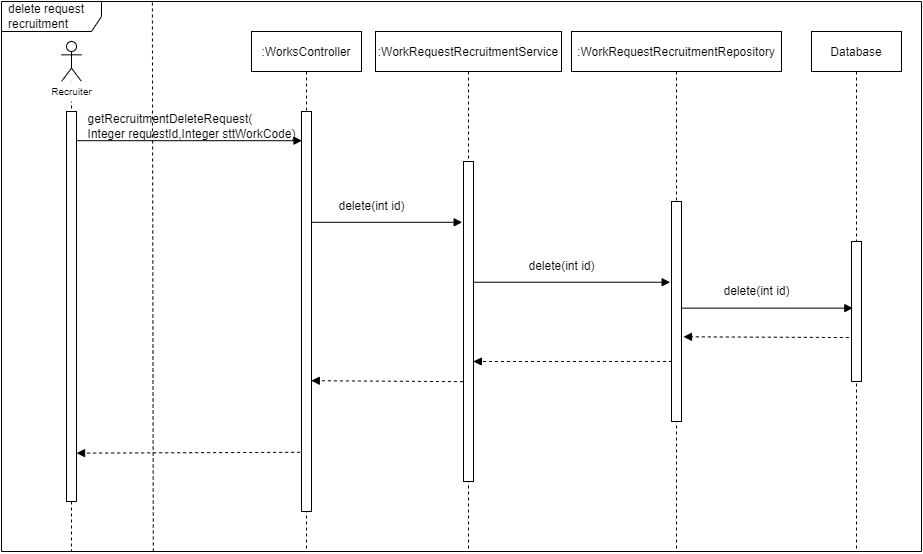 delete request
recruitment
Recruiter
:WorksController
:WorkRequestRecruitmentService
:WorkRequestRecruitmentRepository
Database
getRecruitmentDeleteRequest(
Integer requestId,Integer sttWorkCode)
delete(int id)
delete(int id)
delete(int id)